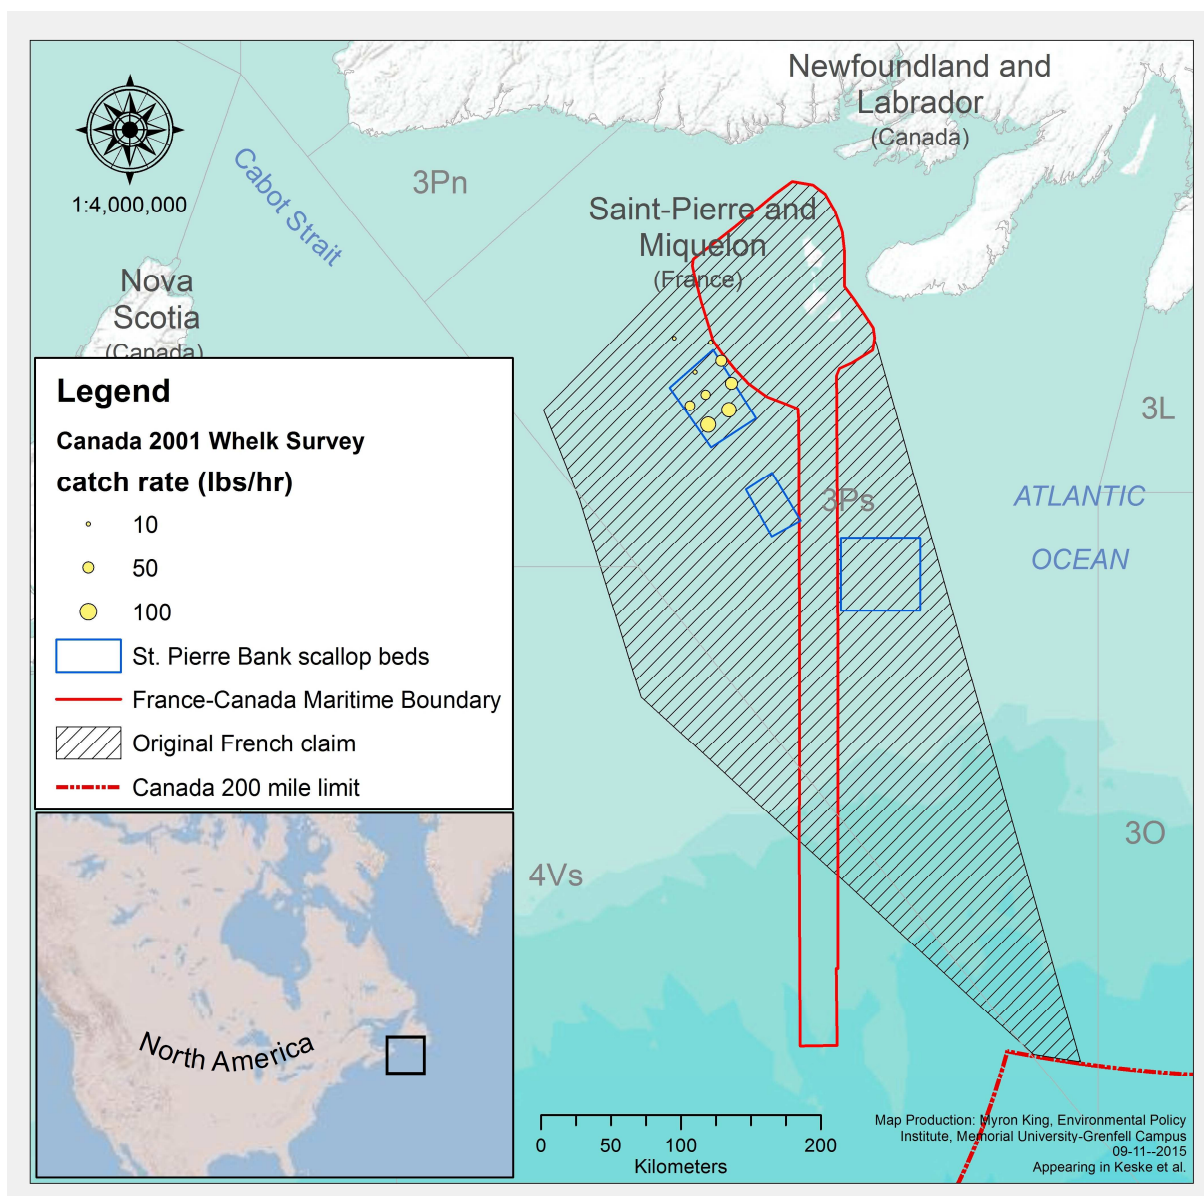 Newfoundland and
Labrador
(Canada)
1:4,000,000
Cabot Strait
3Pn
Saint-Pierre and
Miquelon
(France)
Nova
Scotia
(Canada)
3L
ATLANTIC
OCEAN
3Ps
3O
4Vs
Legend
Canada 2001 Whelk Survey
catch rate (lbs/hr)
10
50
100
St. Pierre Bank scallop beds
France-Canada Maritime Boundary
Original French claim
Canada 200 mile limit
North America
0 50 100 200
Kilometers
Map Production: Myron King, Environmental Policy
Institute, Memorial University-Grenfell Campus
09-11--2015
Appearing in Keske et al.